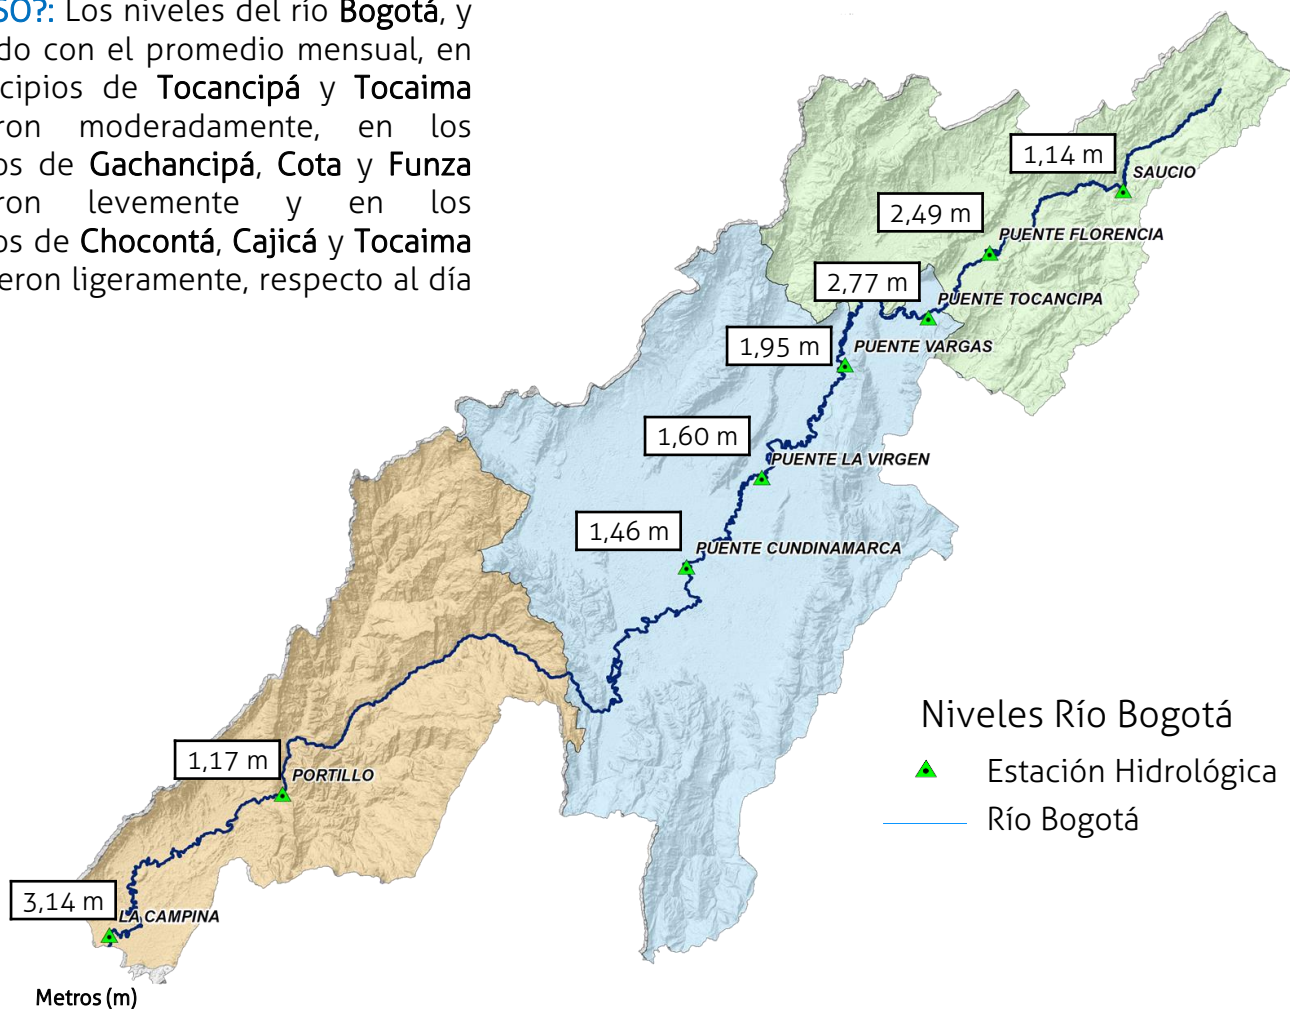 SO?: Los niveles del río Bogotá, y
do con el promedio mensual, en
cipios de Tocancipá y Tocaima
ron moderadamente, en los
os de Gachancipá, Cota y Funza
ron levemente y en los
os de Chocontá, Cajicá y Tocaima
eron ligeramente, respecto al día
1,14 m
SAUCIO
2,49 m
PUENTE FLORENCIA
2,77 m
PUENTE TOCANCIPA
1,95 m
PUENTE VARGAS
1,60 m
PUENTE LA VIRGEN
1,46 m
PUENTE CUNDINAMARCA
1,17 m
PORTILLO
3,14 m
LA CAMPINA
Niveles Río Bogotá
Estación Hidrológica
Río Bogotá
Metros (m)